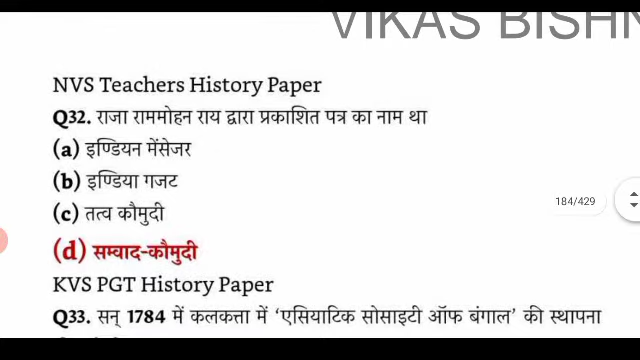 VIKAS BISHN
NVS Teachers History Paper
Q32. राजा राममोहन राय द्वारा प्रकाशित पत्र का नाम था
(a) इण्डियन मेंसेजर
(b) इण्डिया गजट
184/429
(c) तत्व कौमुदी
(d) सम्वाद-कौमुदी
KVS PGT History Paper
Q33. सन् 1784 में कलकत्ता में ‘एसियाटिक सोसाइटी ऑफ बंगाल’ की स्थापना